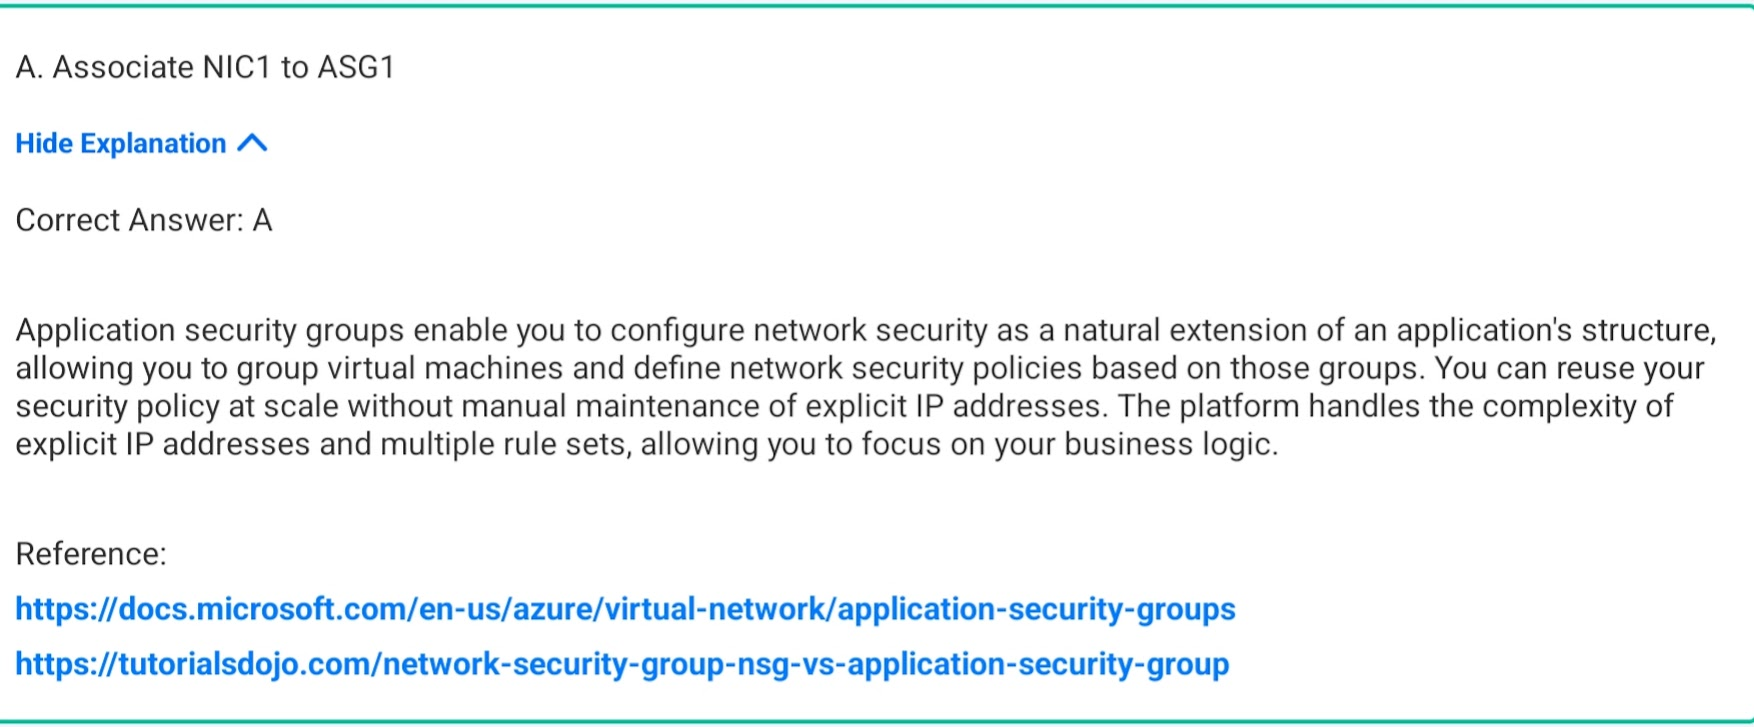 A. Associate NIC1 to ASG1
Hide Explanation
Correct Answer: A
Application security groups enable you to configure network security as a natural extension of an application's structure,
allowing you to group virtual machines and define network security policies based on those groups. You can reuse your
security policy at scale without manual maintenance of explicit IP addresses. The platform handles the complexity of
explicit IP addresses and multiple rule sets, allowing you to focus on your business logic.
Reference:
https://docs.microsoft.com/en-us/azure/virtual-network/application-security-groups
https://tutorialsdojo.com/network-security-group-nsg-vs-application-security-group